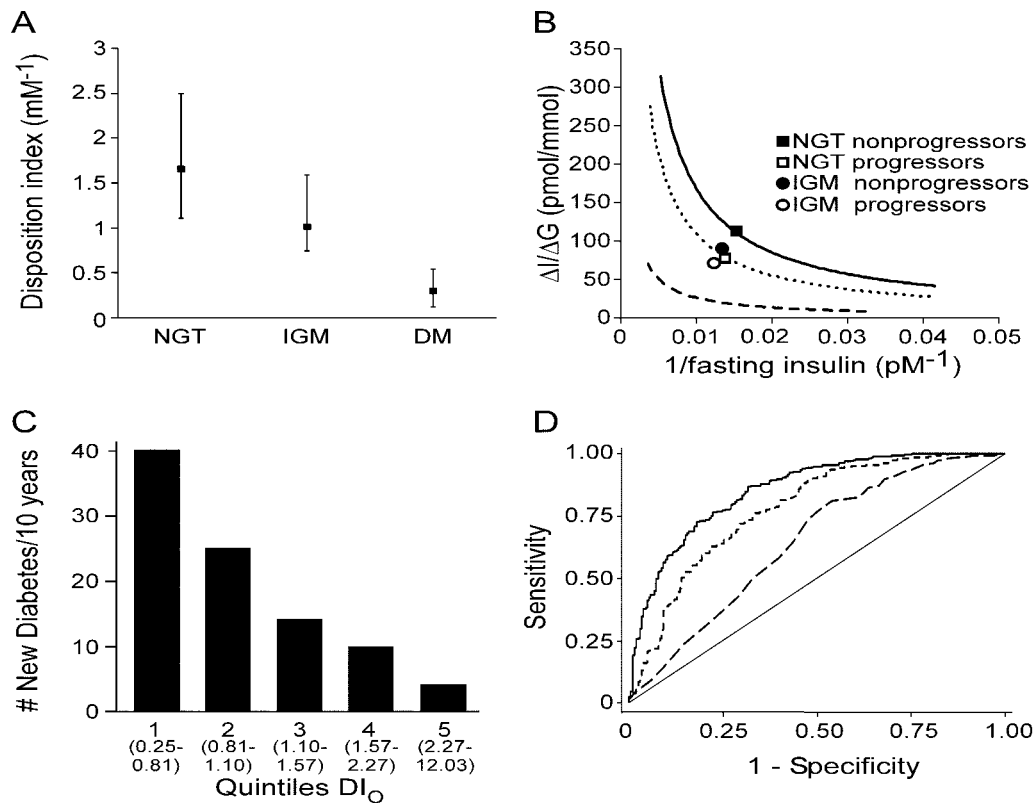 A
Disposition index (mM-1)
3
2.5
2
1.5
1
0.5
0
NGT IGM DM
B
ΔI/ΔG (pmol/mmol)
350
300
250
200
150
100
50
0
NGT nonprogressors
NGT progressors
IGM nonprogressors
IGM progressors
0 0.01 0.02 0.03 0.04 0.05
1/fasting insulin (pM-1)
C
# New Diabetes/10 years
40
30
20
10
0
1 2 3 4 5
(0.25- (0.81- (1.10- (1.57- (2.27-
0.81) 1.10) 1.57) 2.27) 12.03)
Quintiles DIO
D
Sensitivity
1.00
0.75
0.50
0.25
0
0 0.25 0.50 0.75 1.00
1 - Specificity